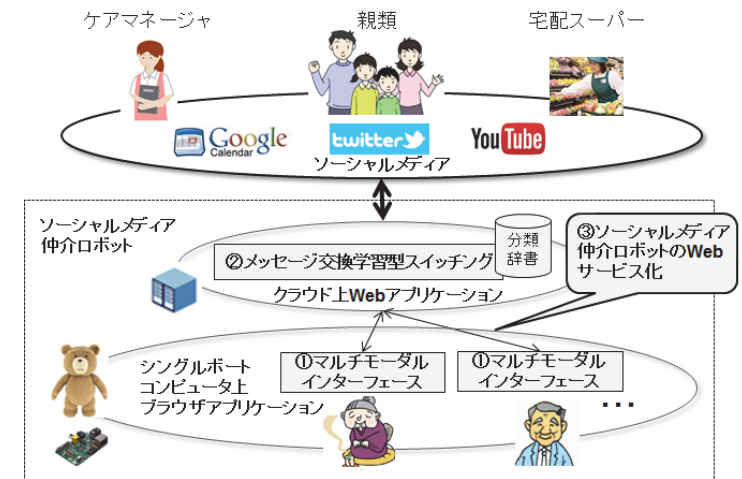 ケアマネージャ
親類
宅配スーパー
Google
Calendar
twitter
YouTube
ソーシャルメディア
ソーシャルメディア
仲介ロボット
分類
辞書
③ソーシャルメディア
仲介ロボットのWeb
サービス化
②メッセージ交換学習型スイッチング
クラウド上Webアプリケーション
シングルボート
コンピュータ上
ブラウザアプリケーション
①マルチモーダル
インターフェース
①マルチモーダル
インターフェース
...